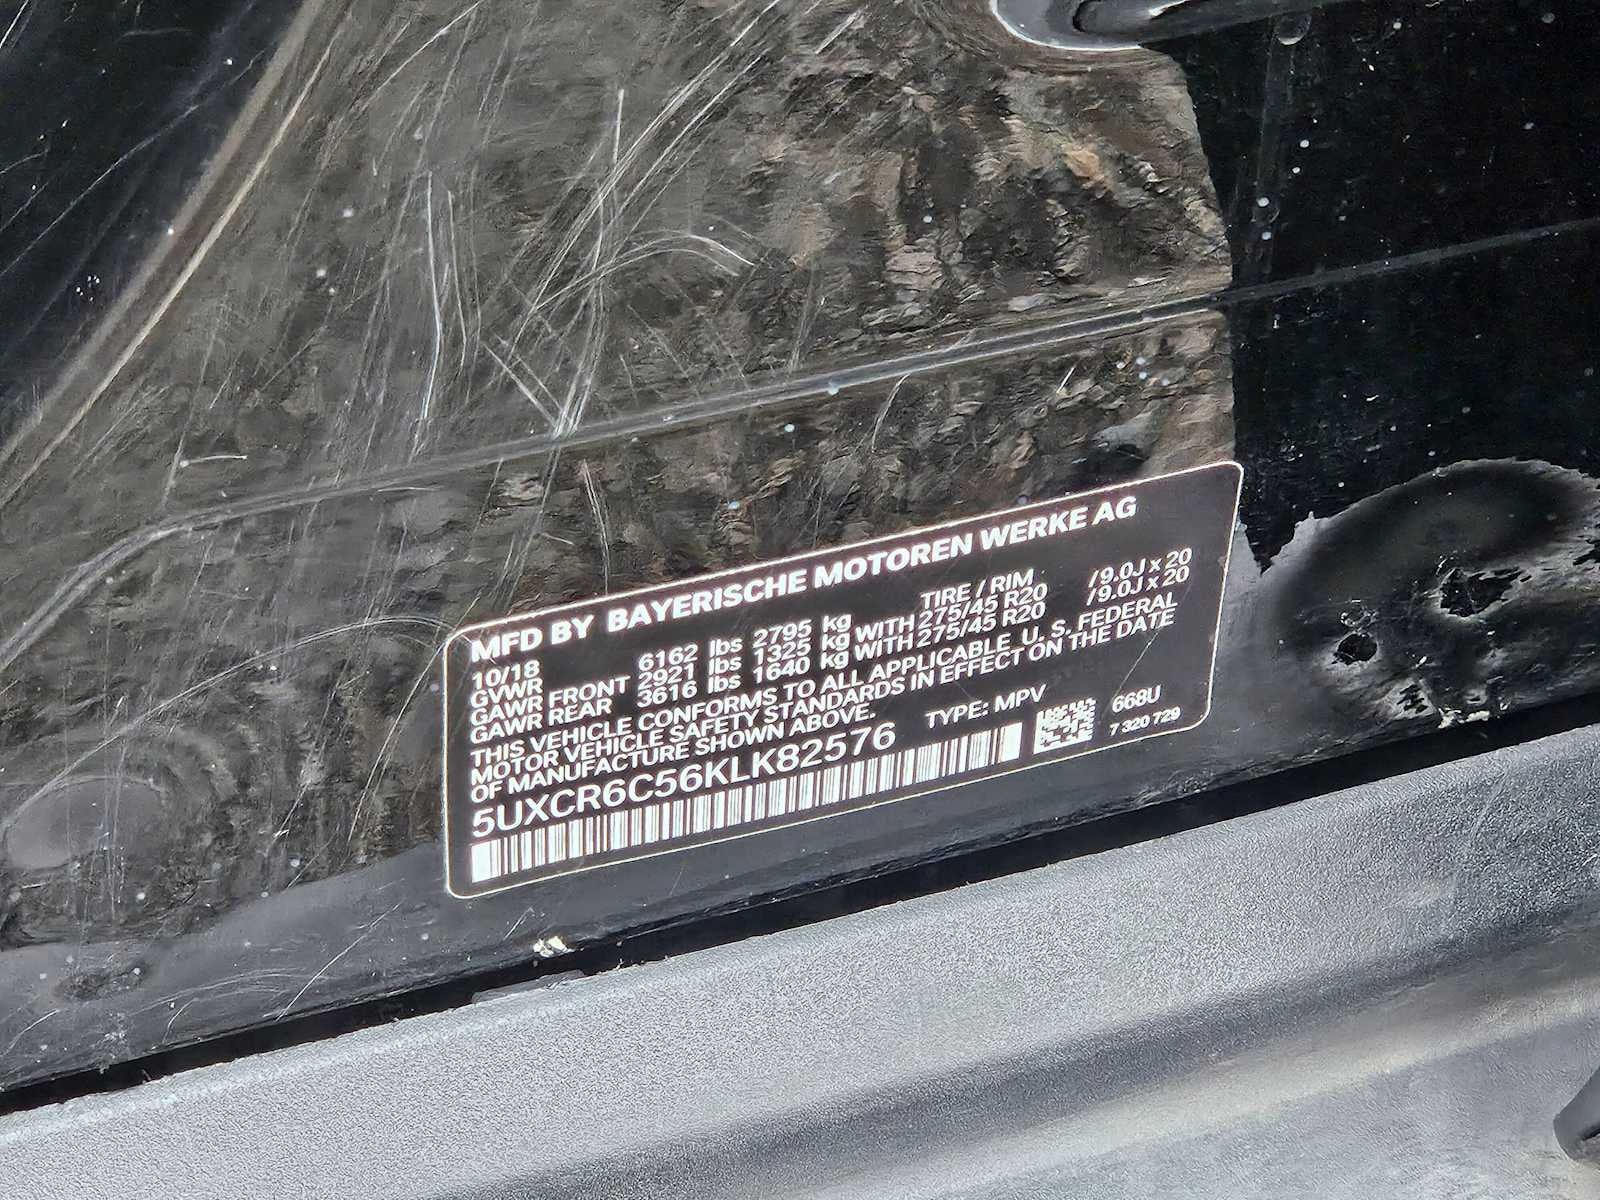 MFD BY BAYERISCHE MOTOREN WERKE AG
10/18 TIRE / RIM
GVWR 6162 lbs 2795 kg
GAWR FRONT 2921 lbs 1325 kg WITH 275/45 R20 / 9.0J x 20
GAWR REAR 3616 lbs 1640 kg WITH 275/45 R20 / 9.0J x 20
THIS VEHICLE CONFORMS TO ALL APPLICABLE U. S. FEDERAL
MOTOR VEHICLE SAFETY STANDARDS IN EFFECT ON THE DATE
OF MANUFACTURE SHOWN ABOVE.
5UXCR6C56KLK82576 TYPE: MPV 668U
7 320 729